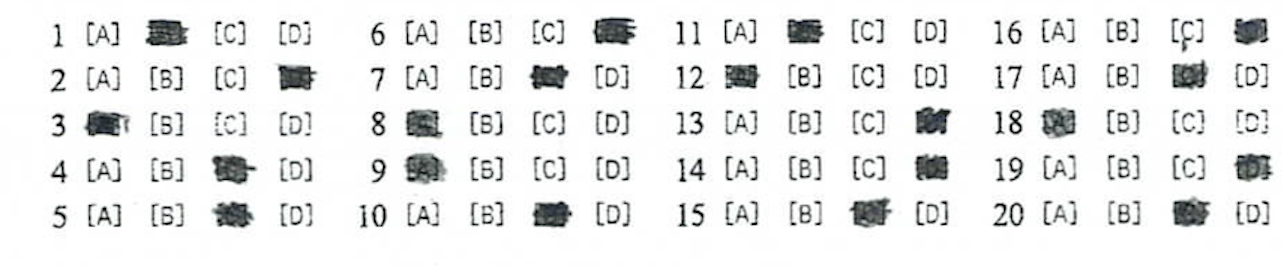 1 [A] [C] [D] 6 [A] [B] [C] 11 [A] [C] [D] 16 [A] [B] [C]
2 [A] [B] [C] 7 [A] [B] [D] 12 [A] [B] [C] [D] 17 [A] [B] [C] [D]
3 [B] [C] [D] 8 [B] [C] [D] 13 [A] [B] [C] 18 [A] [B] [C] [D]
4 [A] [B] [D] 9 [A] [B] [C] [D] 14 [A] [B] [C] 19 [A] [B] [C] [D]
5 [A] [B] [D] 10 [A] [B] [D] 15 [A] [B] [D] 20 [A] [B] [D]